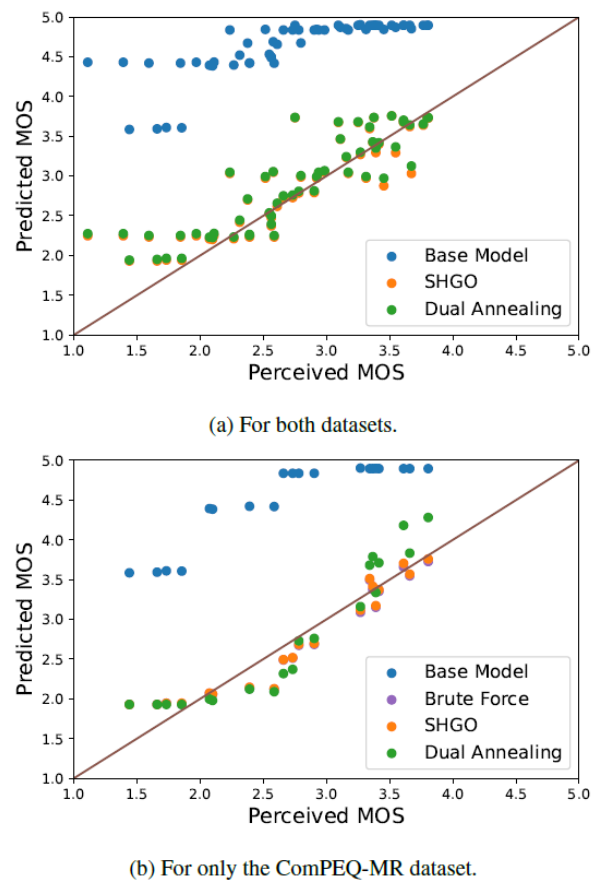 5.0
4.5
4.0
3.5
3.0
2.5
2.0
1.5
1.0
Predicted MOS
Base Model
SHGO
Dual Annealing
1.0 1.5 2.0 2.5 3.0 3.5 4.0 4.5 5.0
Perceived MOS
(a) For both datasets.
5.0
4.5
4.0
3.5
3.0
2.5
2.0
1.5
1.0
Predicted MOS
Base Model
Brute Force
SHGO
Dual Annealing
1.0 1.5 2.0 2.5 3.0 3.5 4.0 4.5 5.0
Perceived MOS
(b) For only the ComPEQ-MR dataset.